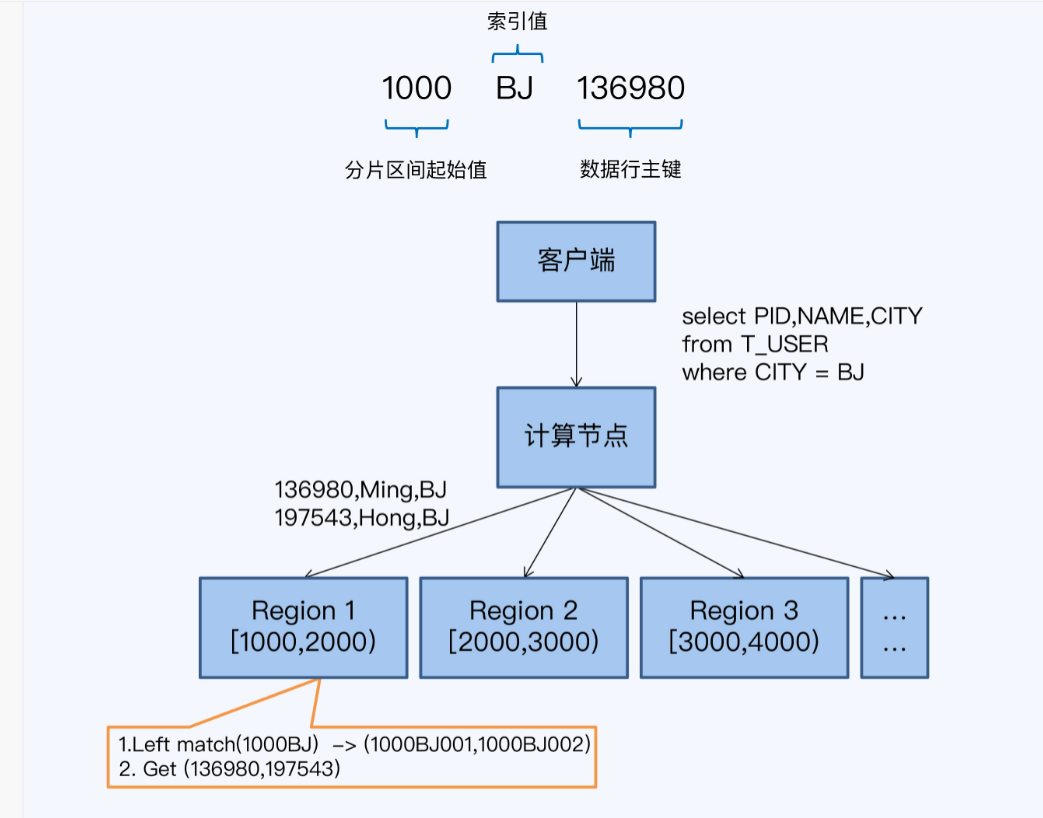 索引值
1000 BJ 136980
分片区间起始值 数据行主键
客户端
select PID,NAME,CITY
from T_USER
where CITY = BJ
计算节点
136980,Ming,BJ
197543,Hong,BJ
Region 1
[1000,2000)
Region 2
[2000,3000)
Region 3
[3000,4000)
...
...
1.Left match(1000BJ) –> (1000BJ001,1000BJ002)
2. Get (136980,197543)